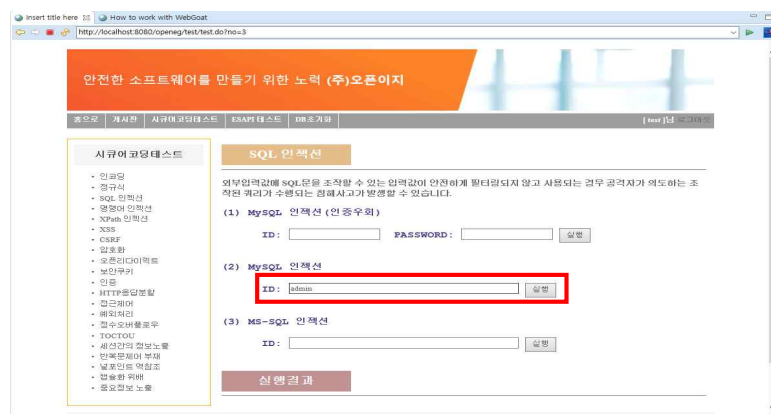 Insert title here
How to work with WebGoat
http://localhost:8080/openeg/test/test.do?no=3
안전한 소프트웨어를 만들기 위한 노력 (주)오픈이지
홈으로 게시판 시큐어코딩테스트 ESAPI테스트 DB초기화 [ test ]님 로그아웃
시큐어코딩테스트
인코딩
정규식
SQL 인젝션
명령어 인젝션
XPath 인젝션
XSS
CSRF
암호화
오픈리다이렉트
보안쿠키
인증
HTTP응답분할
접근제어
예외처리
정수오버플로우
TOCTOU
세션간의 정보노출
반복문제어 부재
널포인트 역참조
캡슐화 위배
중요정보 노출
SQL 인젝션
외부입력값에 SQL문을 조작할 수 있는 입력값이 안전하게 필터링되지 않고 사용되는 경우 공격자가 의도하는 조
작된 쿼리가 수행되는 침해사고가 발생할 수 있습니다.
(1) MySQL 인젝션(인증우회)
ID: PASSWORD: 실행
(2) MySQL 인젝션
ID: admin 실행
(3) MS-SQL 인젝션
ID: 실행
실행결과